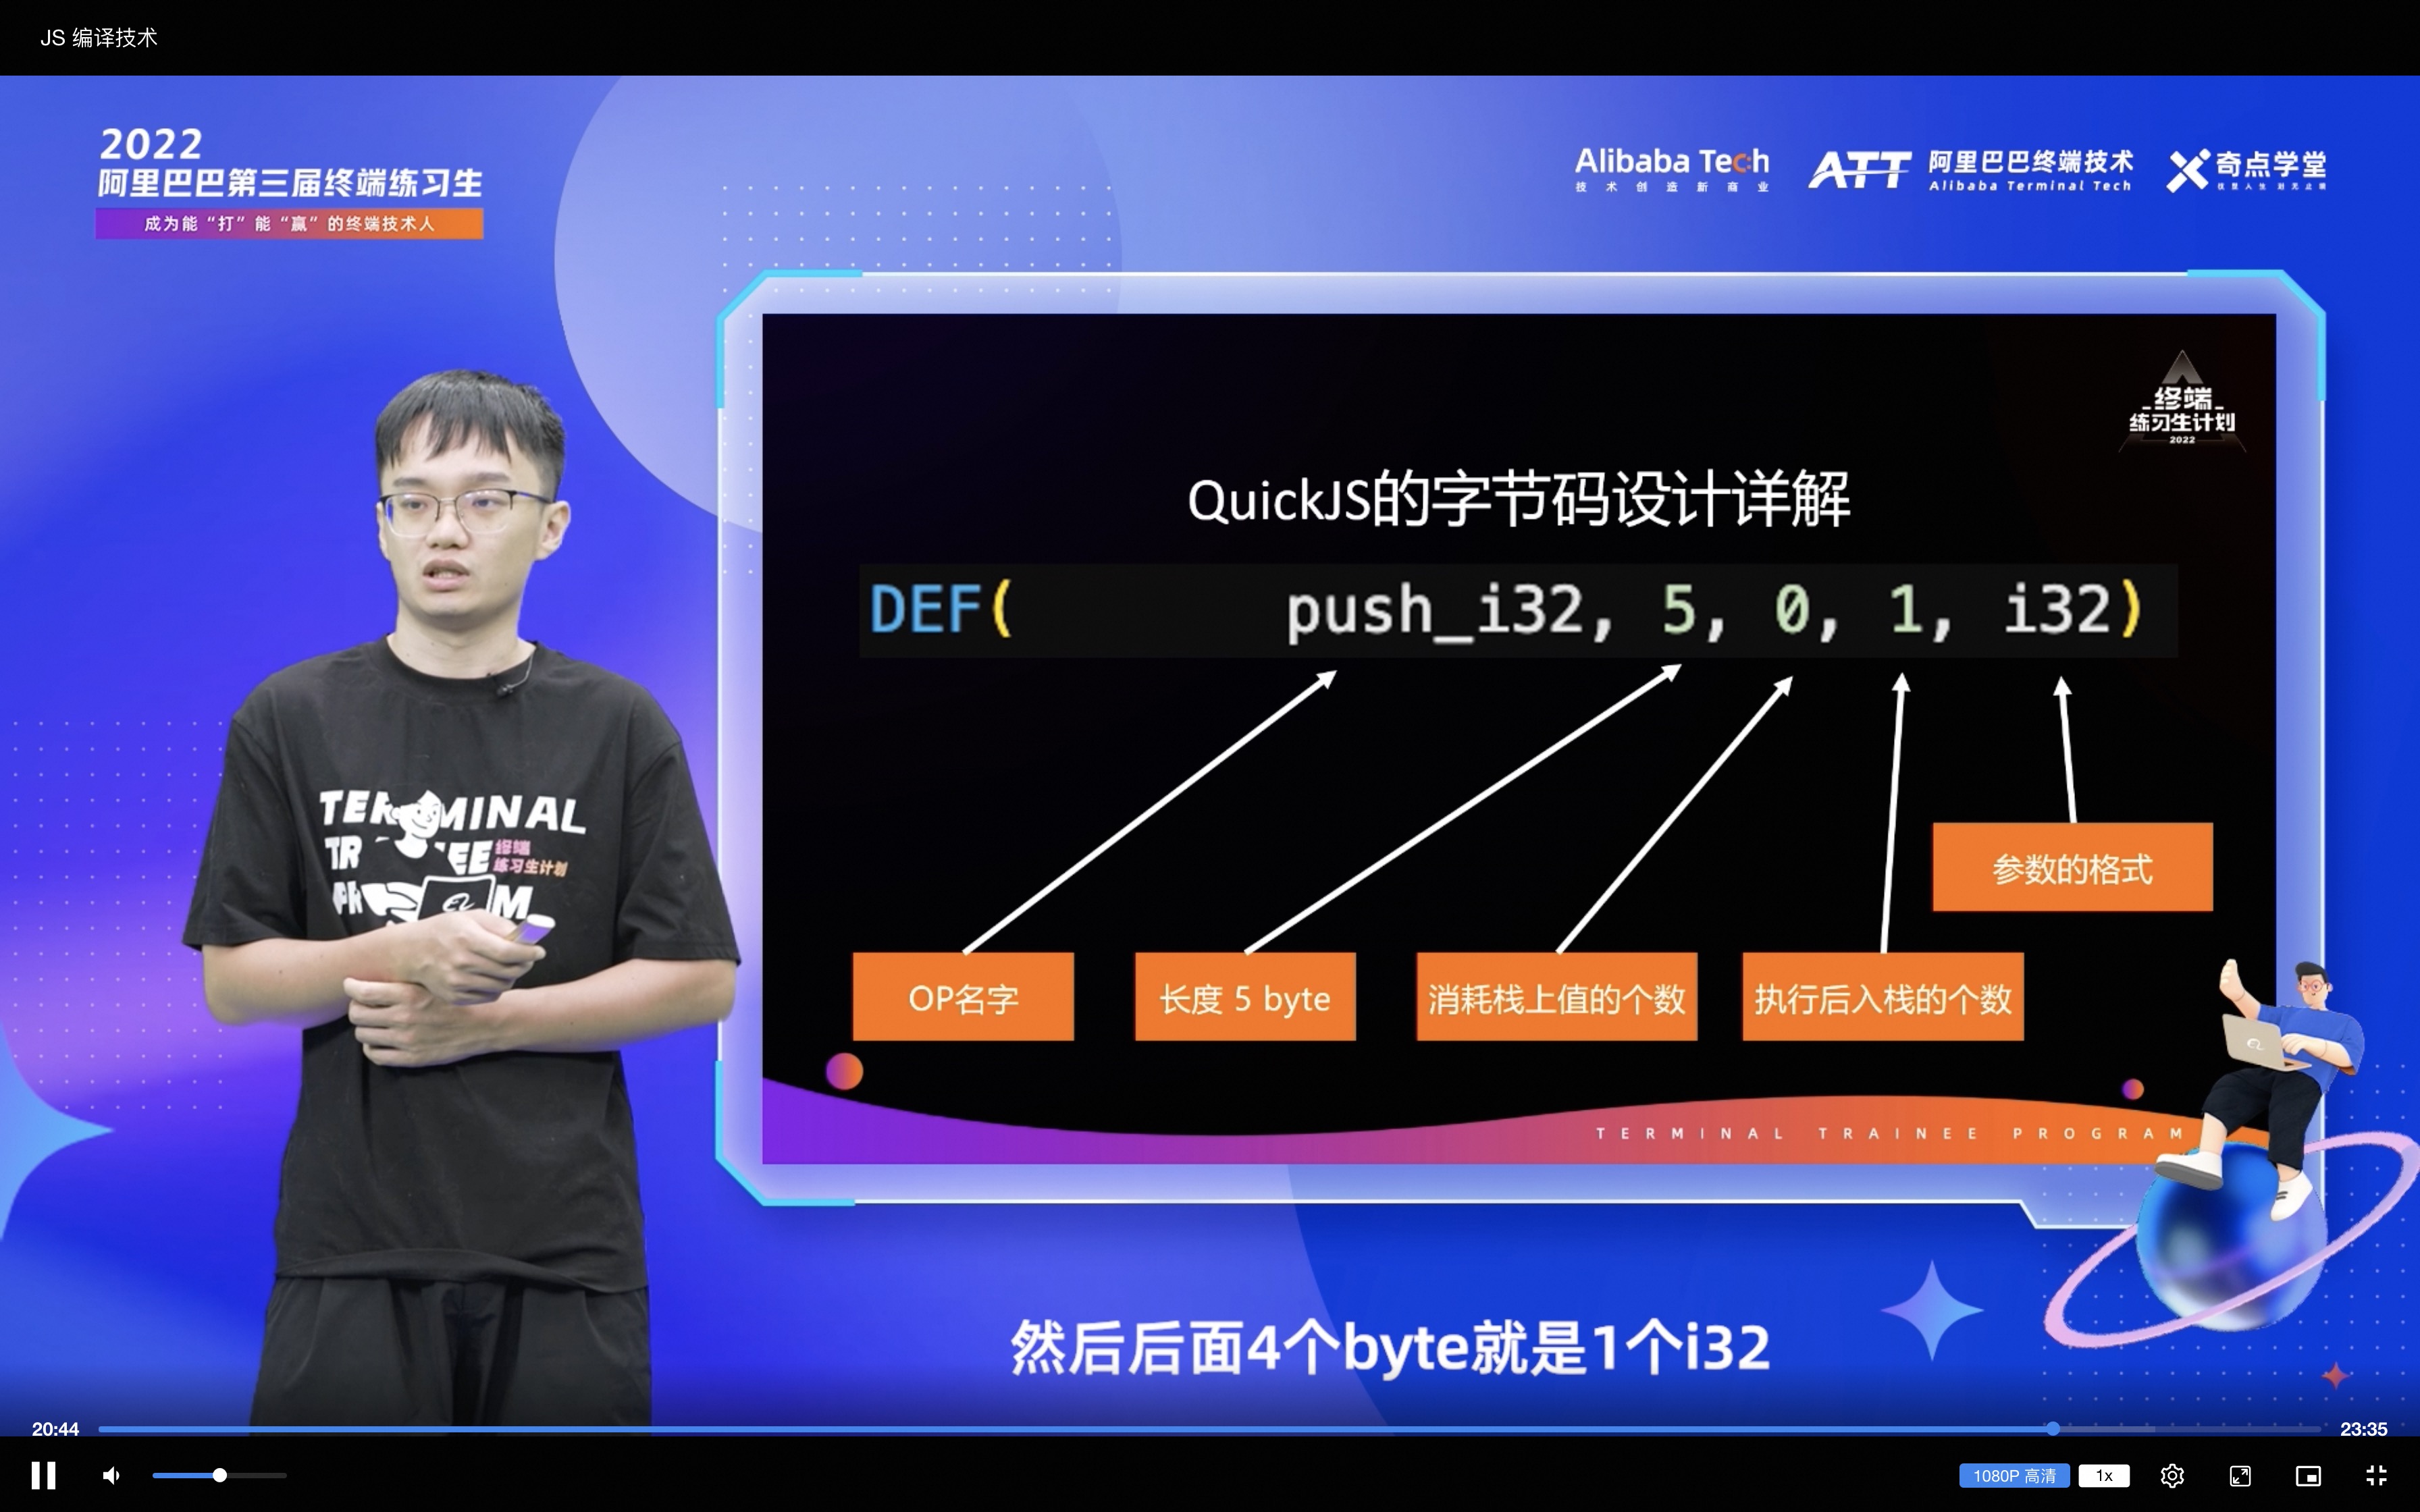 JS 编译技术
2022
阿里巴巴第三届终端练习生
成为能“打”能“赢”的终端技术人
Alibaba Tech
技术创造新商业
ATT
阿里巴巴终端技术
Alibaba Terminal Tech
奇点学堂
终端
练习生计划
2022
QuickJS的字节码设计详解
DEF( push_i32, 5, 0, 1, i32)
参数的格式
OP名字
长度 5 byte
消耗栈上值的个数
执行后入栈的个数
TERMINAL TRAINEE PROGRAM
TERMINAL
终端
练习生计划
然后后面4个byte就是1个i32
20:44
23:35
1080P 高清
1x